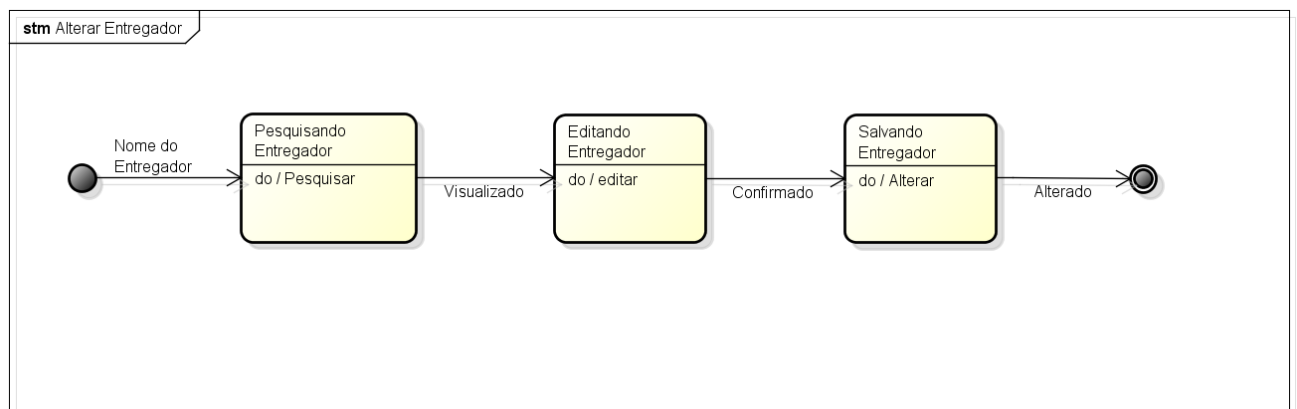 stm Alterar Entregador
Nome do
Entregador
Pesquisando
Entregador
do / Pesquisar
Visualizado
Editando
Entregador
do / editar
Confirmado
Salvando
Entregador
do / Alterar
Alterado